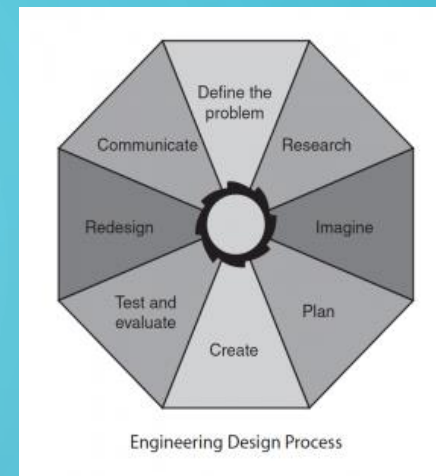 Define the
problem
Research
Imagine
Plan
Create
Test and
evaluate
Redesign
Communicate
Engineering Design Process